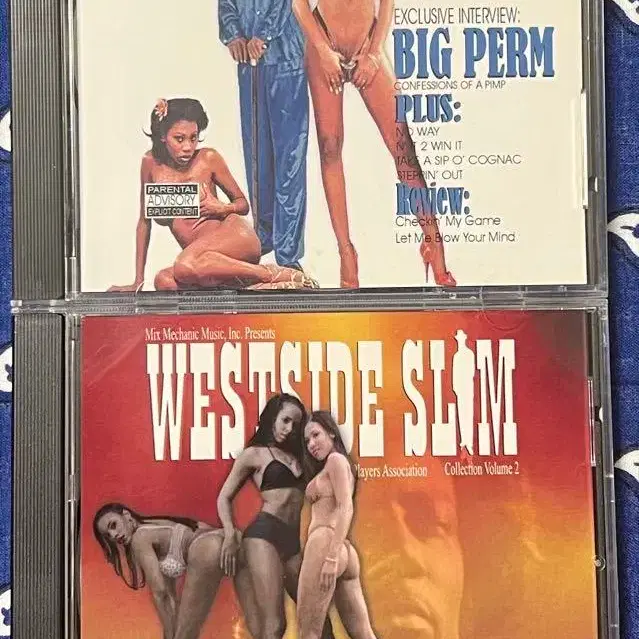 EXCLUSIVE INTERVIEW:
BIG PERM
CONFESSIONS OF A PIMP
PLUS:
NO WAY
N'T 2 WIN IT
TAKE A SIP O' COGNAC
STEPPIN' OUT
Review:
Checkin' My Game
Let Me Blow Your Mind
PARENTAL
ADVISORY
EXPLICIT CONTENT
Mix Mechanic Music, Inc. Presents
WESTSIDE SLIM
Players Association Collection Volume 2